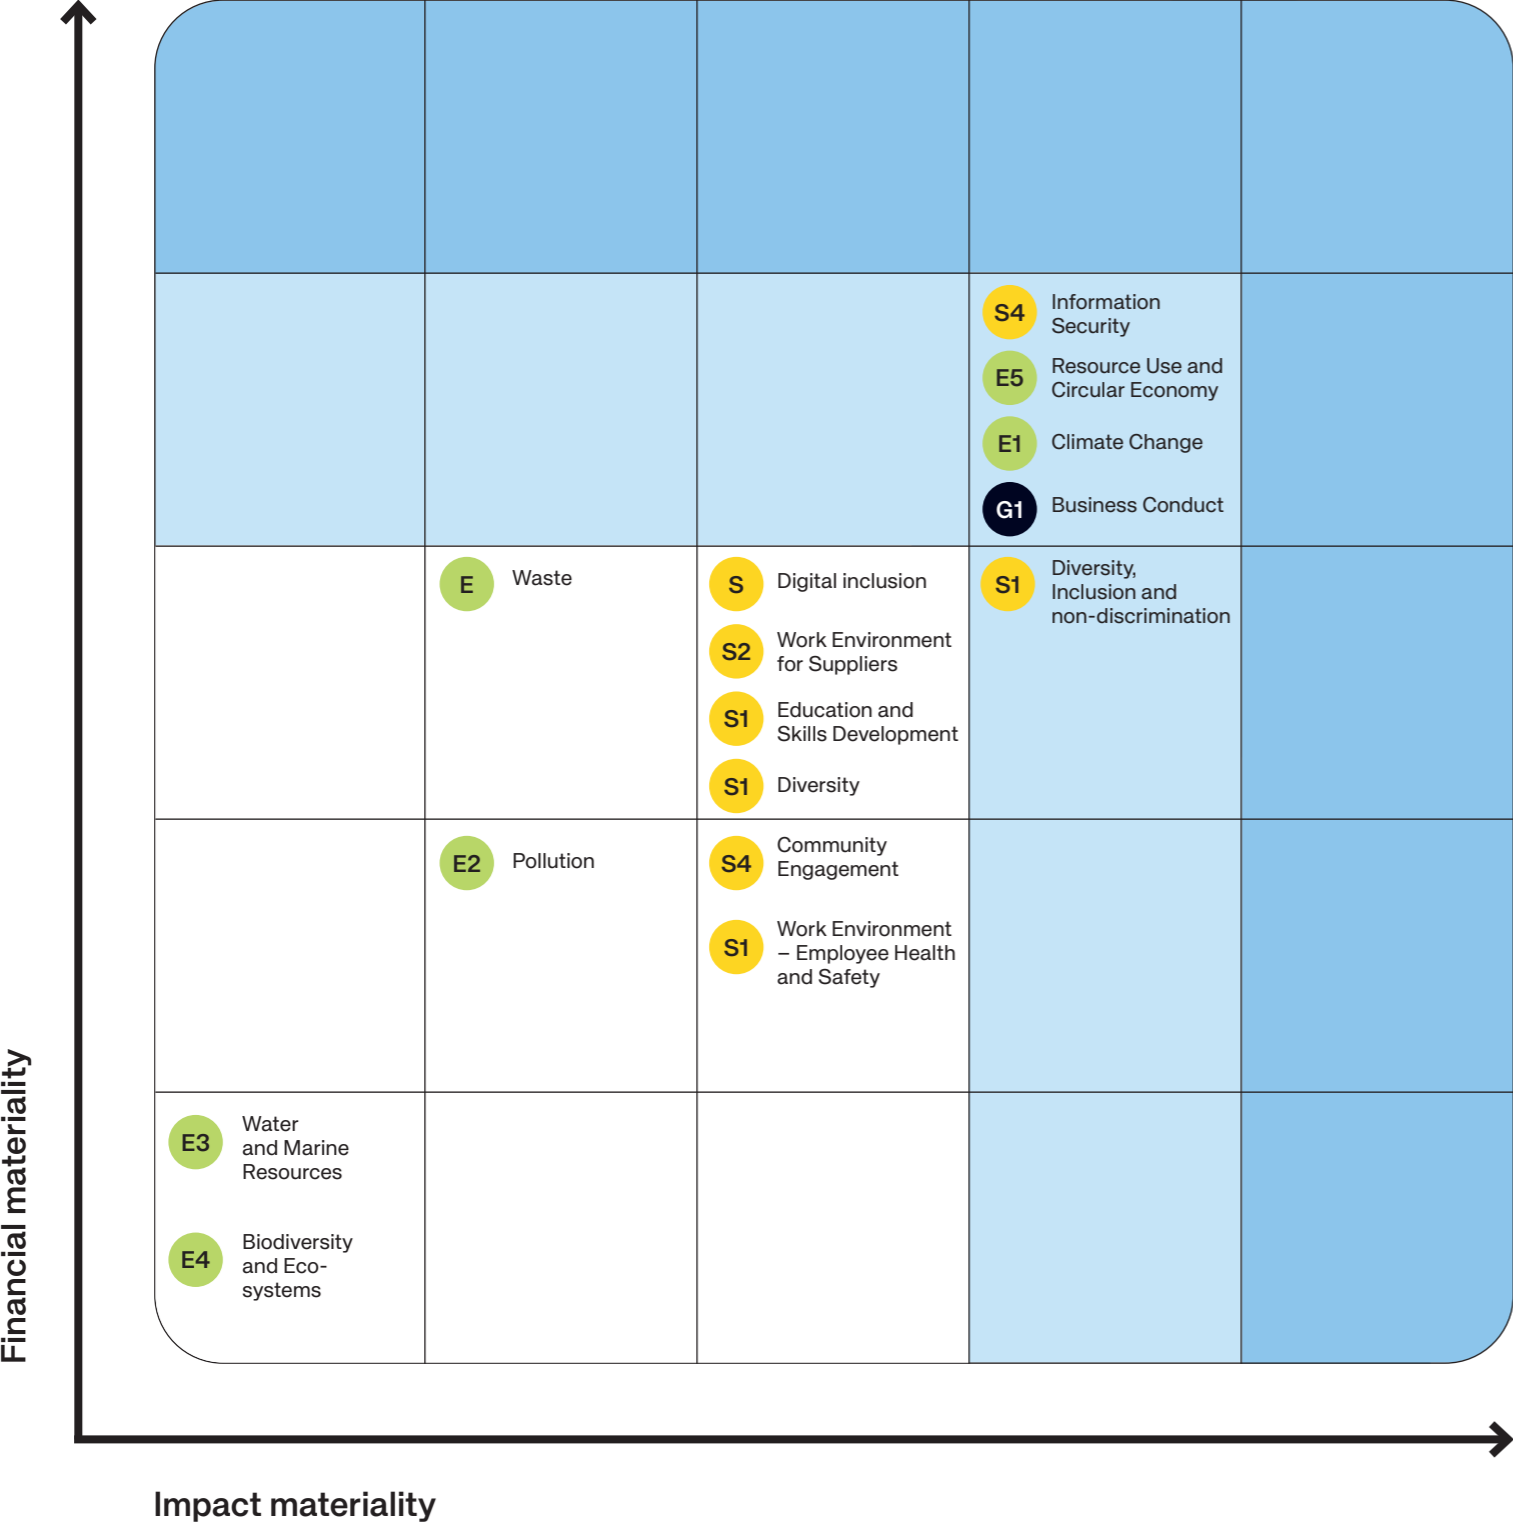 S4
Information
Security
E5
Resource Use and
Circular Economy
E1
Climate Change
G1
Business Conduct
E
Waste
S
Digital inclusion
S2
Work Environment
for Suppliers
S1
Education and
Skills Development
S1
Diversity
S1
Diversity,
Inclusion and
non-discrimination
E2
Pollution
S4
Community
Engagement
S1
Work Environment
– Employee Health
and Safety
E3
Water
and Marine
Resources
E4
Biodiversity
and Eco-
systems
Financial materiality
Impact materiality